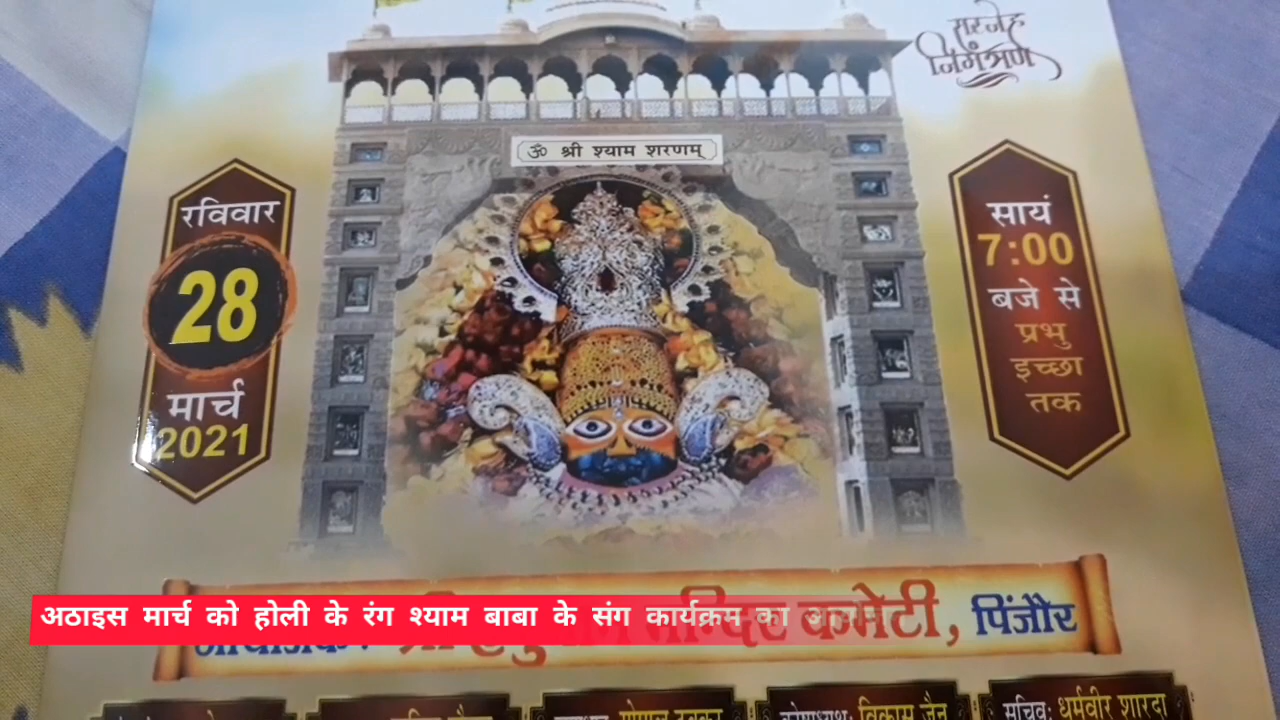 सस्नेह
निमंत्रण
ॐ श्री श्याम शरणम्
रविवार
28
मार्च
2021
सायं
7:00
बजे से
प्रभु
इच्छा
तक
मन्दिर कमेटी, पिंजौर
अठाइस मार्च को होली के रंग श्याम बाबा के संग कार्यक्रम का
कोषाध्यक्ष: विकास जैन
सचिव: धर्मवीर शारदा